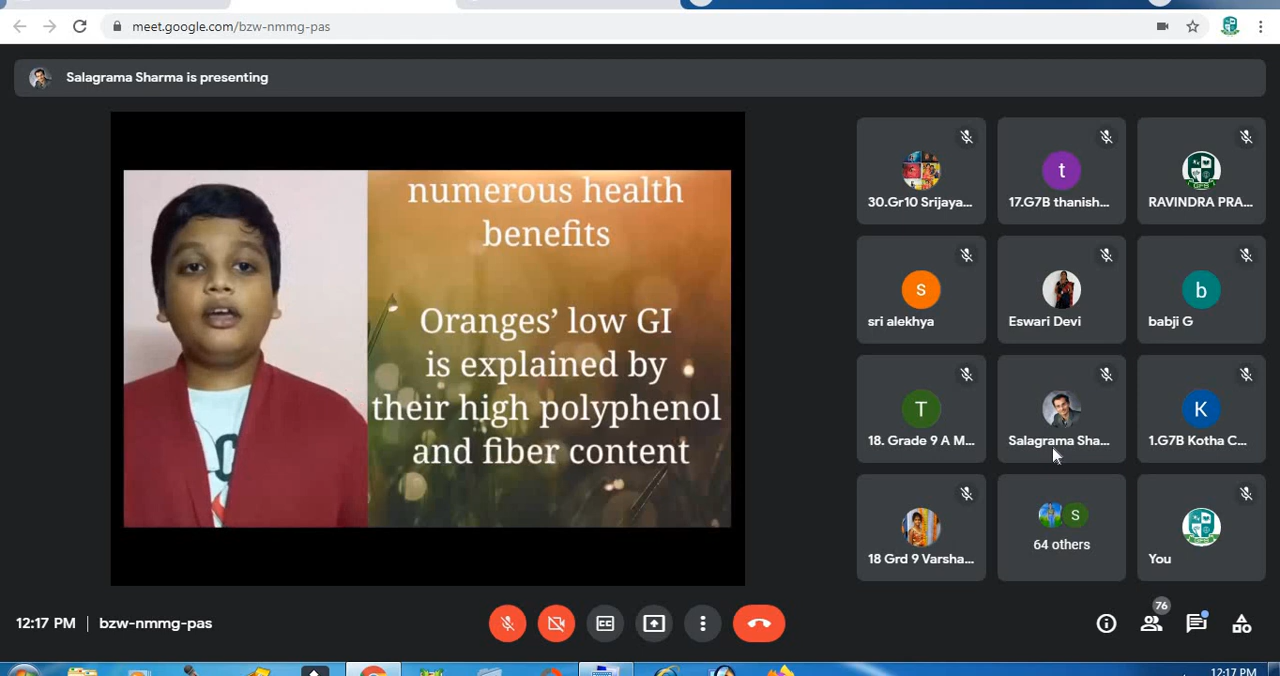 meet.google.com/bzw-nmmg-pas
Salagrama Sharma is presenting
numerous health
benefits
Oranges’ low GI
is explained by
their high polyphenol
and fiber content
30.Gr10 Srijaya...
t
17.G7B thanish...
RAVINDRA PRA...
s
sri alekhya
Eswari Devi
b
babji G
T
18. Grade 9 A M...
Salagrama Sha...
K
1.G7B Kotha C...
18 Grd 9 Varsha...
S
64 others
You
12:17 PM | bzw-nmmg-pas
76
12:17 PM